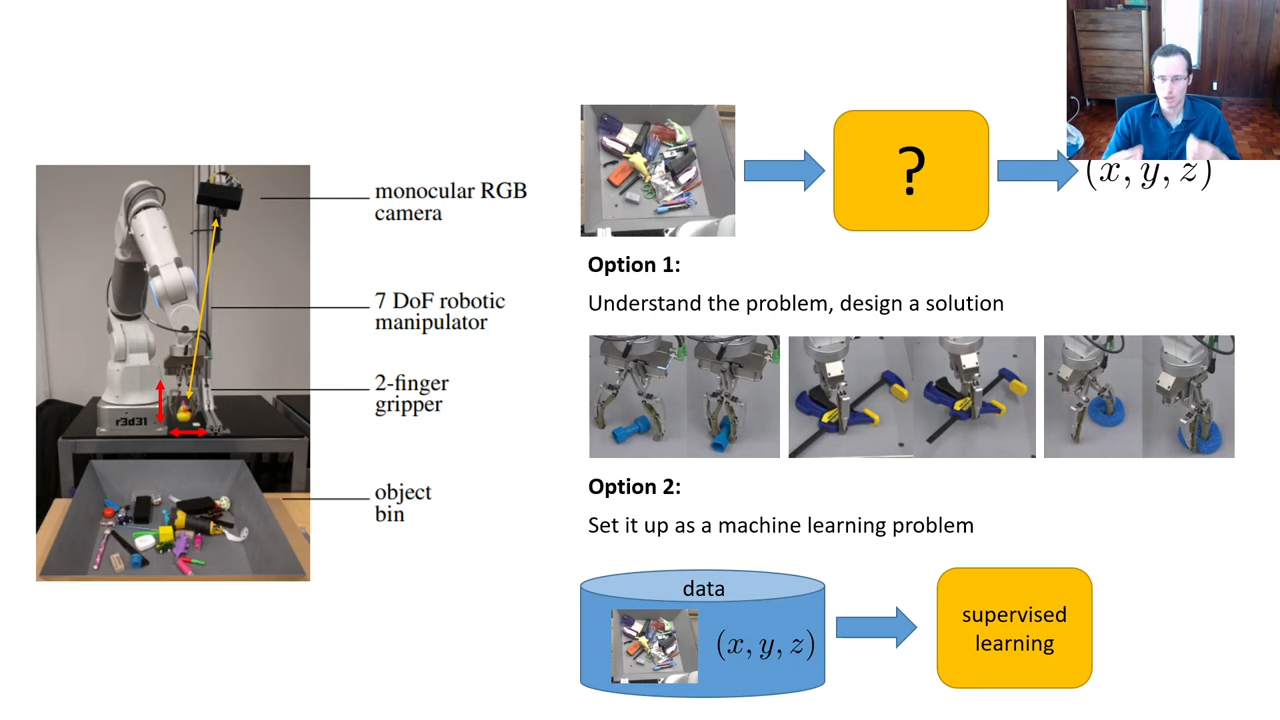 monocular RGB
camera
7 DoF robotic
manipulator
2-finger
gripper
object
bin
?
(x, y, z)
Option 1:
Understand the problem, design a solution
Option 2:
Set it up as a machine learning problem
data
(x, y, z)
supervised
learning